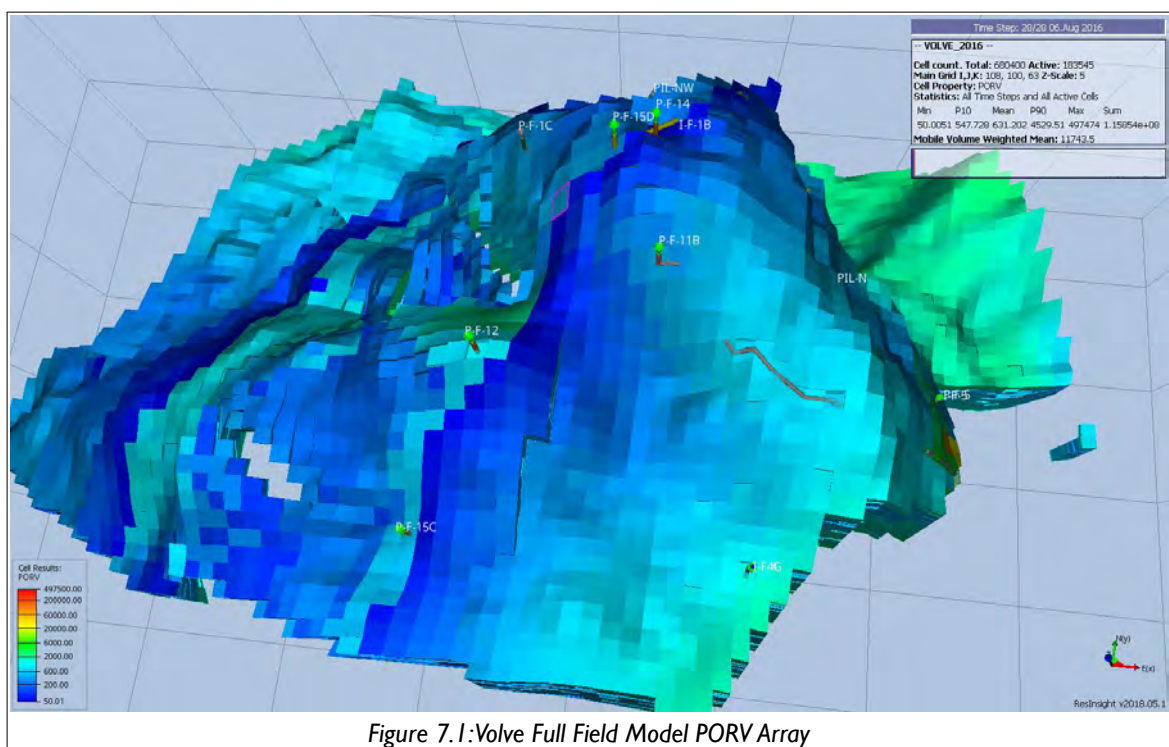 Time Step: 28/28 06.Aug 2016
-- VOLVE_2016 --
Cell count. Total: 680400 Active: 183545
Main Grid I,J,K: 108, 100, 63 Z-Scale: 5
Cell Property: PORV
Statistics: All Time Steps and All Active Cells
Min P10 Mean P90 Max Sum
50.0051 547.728 631.202 4529.51 497474 1.15854e+08
Mobile Volume Weighted Mean: 11743.5
PIL-NW
P-F-14
P-F-1C
P-F-15D
I-F-1B
P-F-11B
PIL-N
P-F-12
P-F-15C
I-F4G
Cell Results:
PORV
497500.00
200000.00
60000.00
20000.00
6000.00
2000.00
600.00
200.00
50.01
N(y)
E(x)
ResInsight v2018.05.1
Figure 7.1:Volve Full Field Model PORV Array